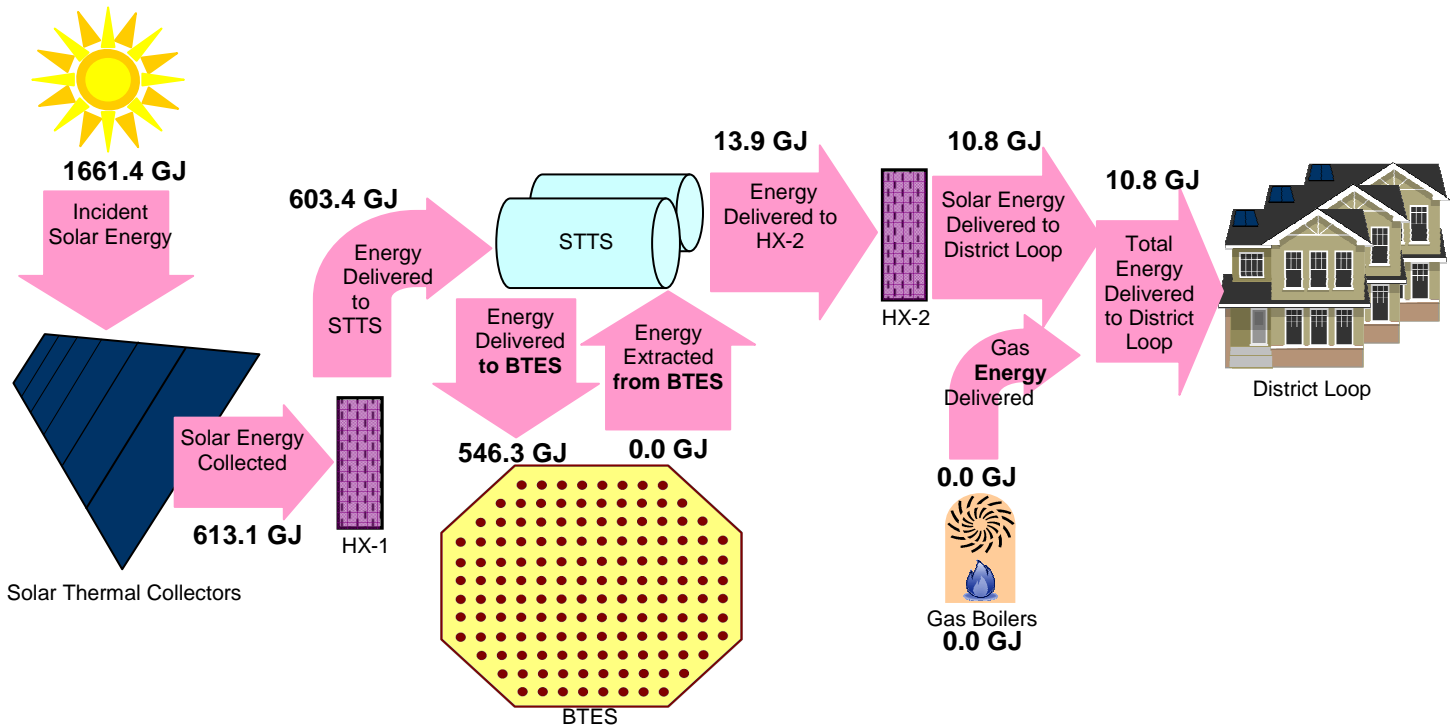 1661.4 GJ
Incident
Solar Energy
Solar Thermal Collectors
Solar Energy
Collected
613.1 GJ
HX-1
603.4 GJ
Energy
Delivered
to
STTS
STTS
Energy
Delivered
to BTES
546.3 GJ
Energy
Extracted
from BTES
0.0 GJ
BTES
13.9 GJ
Energy
Delivered to
HX-2
HX-2
10.8 GJ
Solar Energy
Delivered to
District Loop
Gas
Energy
Delivered
0.0 GJ
Gas Boilers
0.0 GJ
10.8 GJ
Total
Energy
Delivered
to District
Loop
District Loop